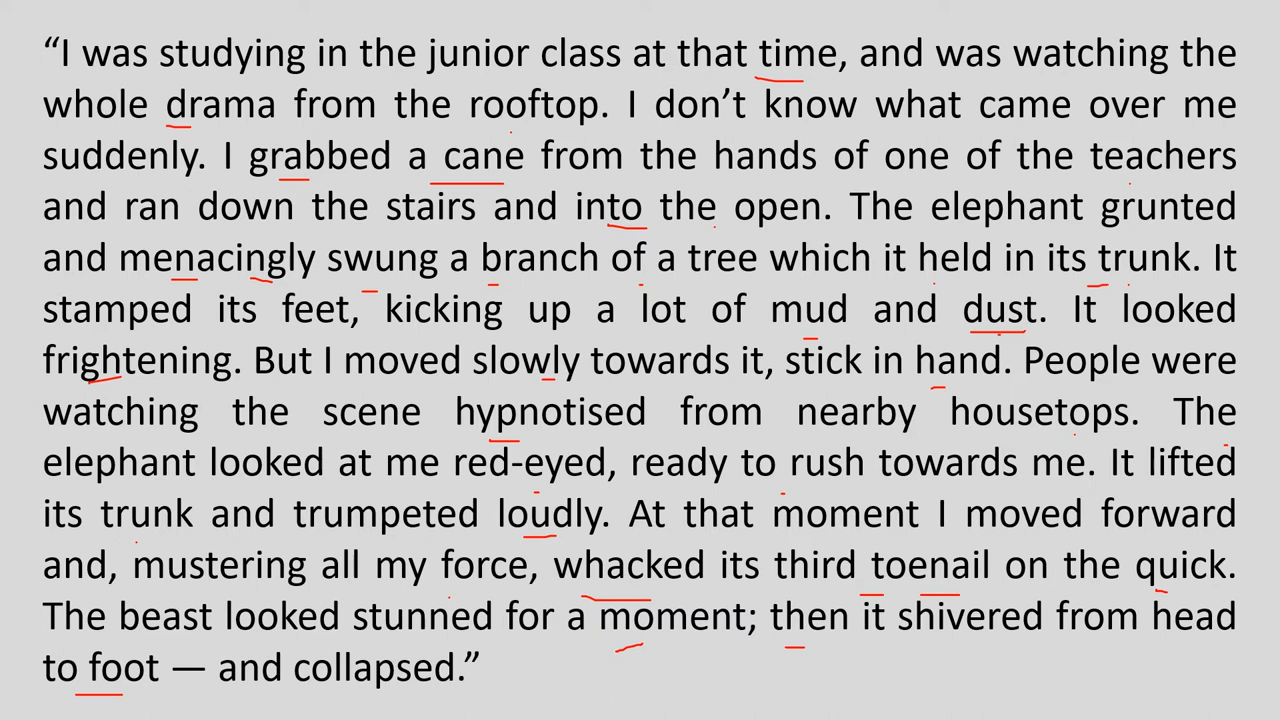 “I was studying in the junior class at that time, and was watching the
whole drama from the rooftop. I don’t know what came over me
suddenly. I grabbed a cane from the hands of one of the teachers
and ran down the stairs and into the open. The elephant grunted
and menacingly swung a branch of a tree which it held in its trunk. It
stamped its feet, kicking up a lot of mud and dust. It looked
frightening. But I moved slowly towards it, stick in hand. People were
watching the scene hypnotised from nearby housetops. The
elephant looked at me red-eyed, ready to rush towards me. It lifted
its trunk and trumpeted loudly. At that moment I moved forward
and, mustering all my force, whacked its third toenail on the quick.
The beast looked stunned for a moment; then it shivered from head
to foot — and collapsed.”